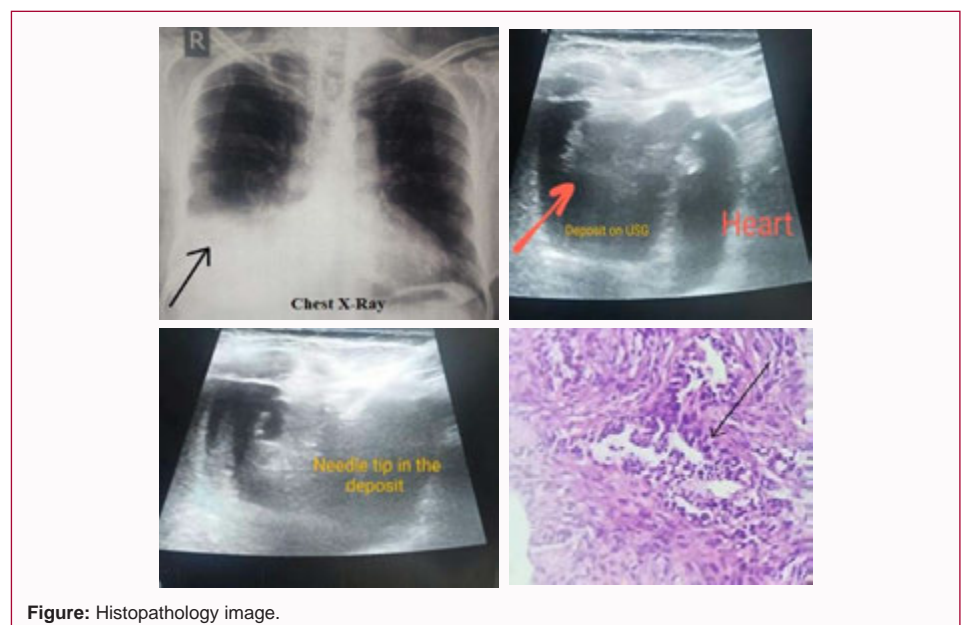 R
Chest X-Ray
Deposit on USG
Heart
Needle tip in the
deposit
Figure: Histopathology image.